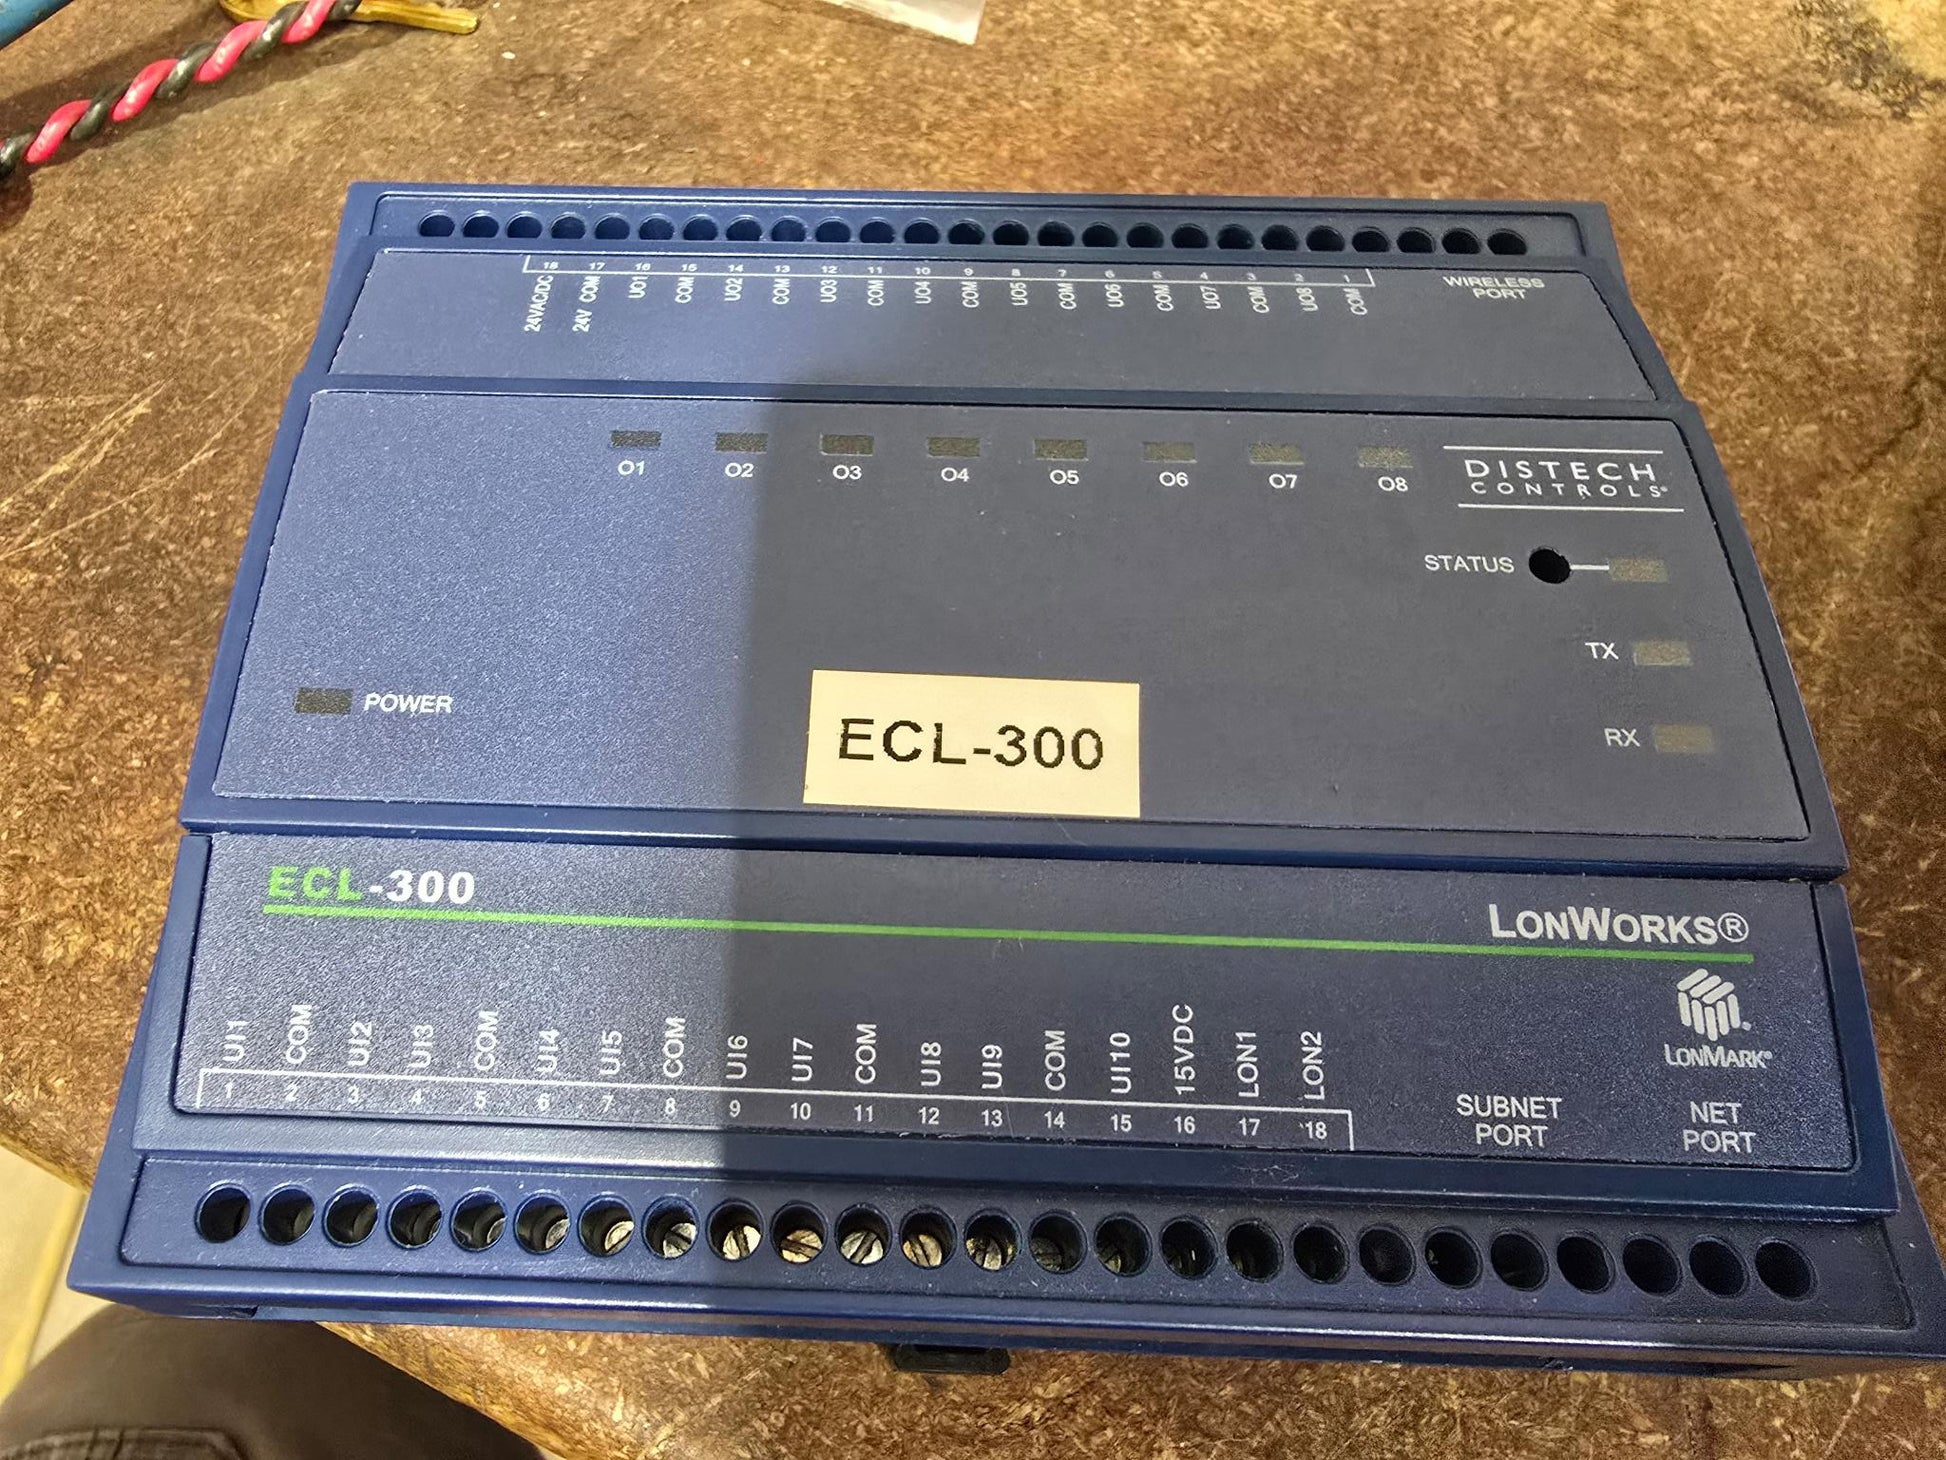 18 17 16 15 14 13 12 11 10 9 8 7 6 5 4 3 2 1
24VAC/DC 24V COM UO1 COM UO2 COM UO3 COM UO4 COM UO5 COM UO6 COM UO7 COM UO8 COM
WIRELESS
PORT
O1 O2 O3 O4 O5 O6 O7 O8
DISTECH
CONTROLS®
STATUS
TX
RX
POWER
ECL-300
ECL-300
LONWORKS®
LONMARK®
UI1 COM UI2 UI3 COM UI4 UI5 COM UI6 UI7 COM UI8 UI9 COM UI10 15VDC LON1 LON2
1 2 3 4 5 6 7 8 9 10 11 12 13 14 15 16 17 18
SUBNET
PORT
NET
PORT